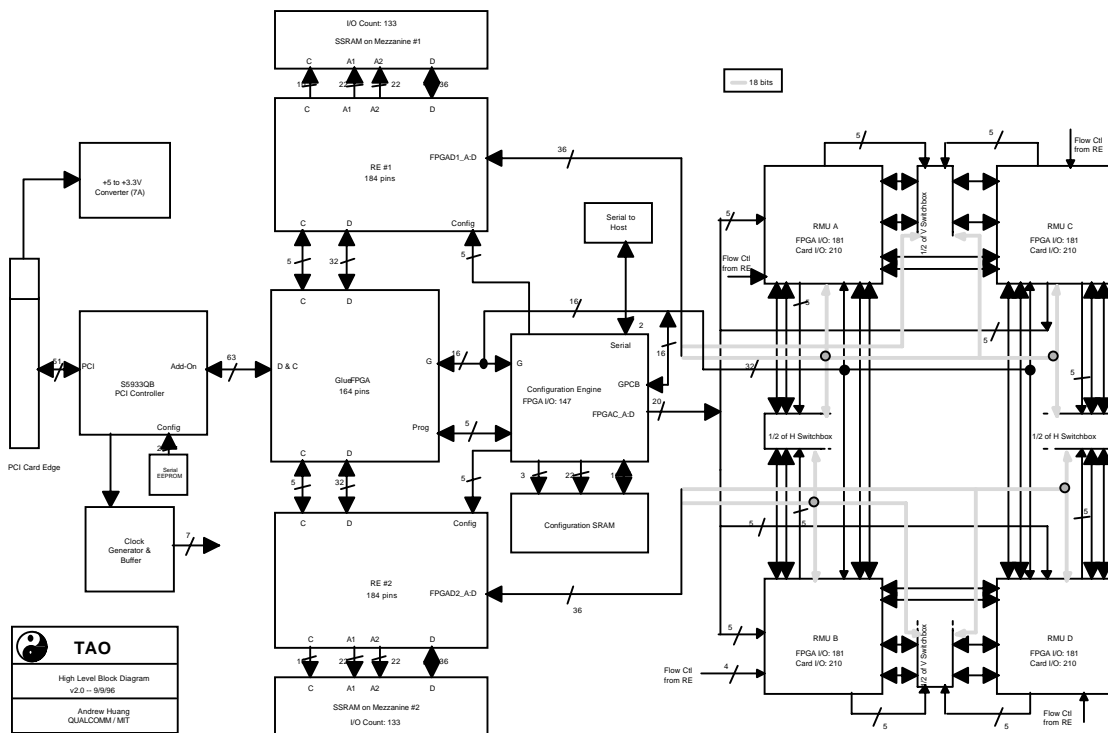 I/O Count: 133
SSRAM on Mezzanine #1
C A1 A2 D
22 22 36
C A1 A2 D
RE #1
184 pins
FPGAD1_A:D
36
C D Config
5 32 5
18 bits
+5 to +3.3V
Converter (7A)
Serial to
Host
2
PCI Card Edge
51
PCI
S5933QB
PCI Controller
Add-On
Config
63
Serial
EEPROM
Clock
Generator &
Buffer
7
C D
D & C
GlueFPGA
164 pins
G
Prog
C D
16
5
16
Serial
G
Configuration Engine
FPGA I/O: 147
GPCB
FPGAC_A:D
16
20
32
3 22
Configuration SRAM
5 32 5
C D Config
RE #2
184 pins
FPGAD2_A:D
36
C A1 A2 D
22 22 36
C A1 A2 D
SSRAM on Mezzanine #2
I/O Count: 133
5
5
Flow Ctl
from RE
RMU A
FPGA I/O: 181
Card I/O: 210
1/2 of V Switchbox
RMU C
FPGA I/O: 181
Card I/O: 210
5
Flow Ctl
from RE
5
5
5
1/2 of H Switchbox
1/2 of H Switchbox
5
5
5
5
RMU B
FPGA I/O: 181
Card I/O: 210
1/2 of V Switchbox
RMU D
FPGA I/O: 181
Card I/O: 210
5
Flow Ctl
from RE
4
5
5
Flow Ctl
from RE
TAO
High Level Block Diagram
v2.0 -- 9/9/96
Andrew Huang
QUALCOMM / MIT